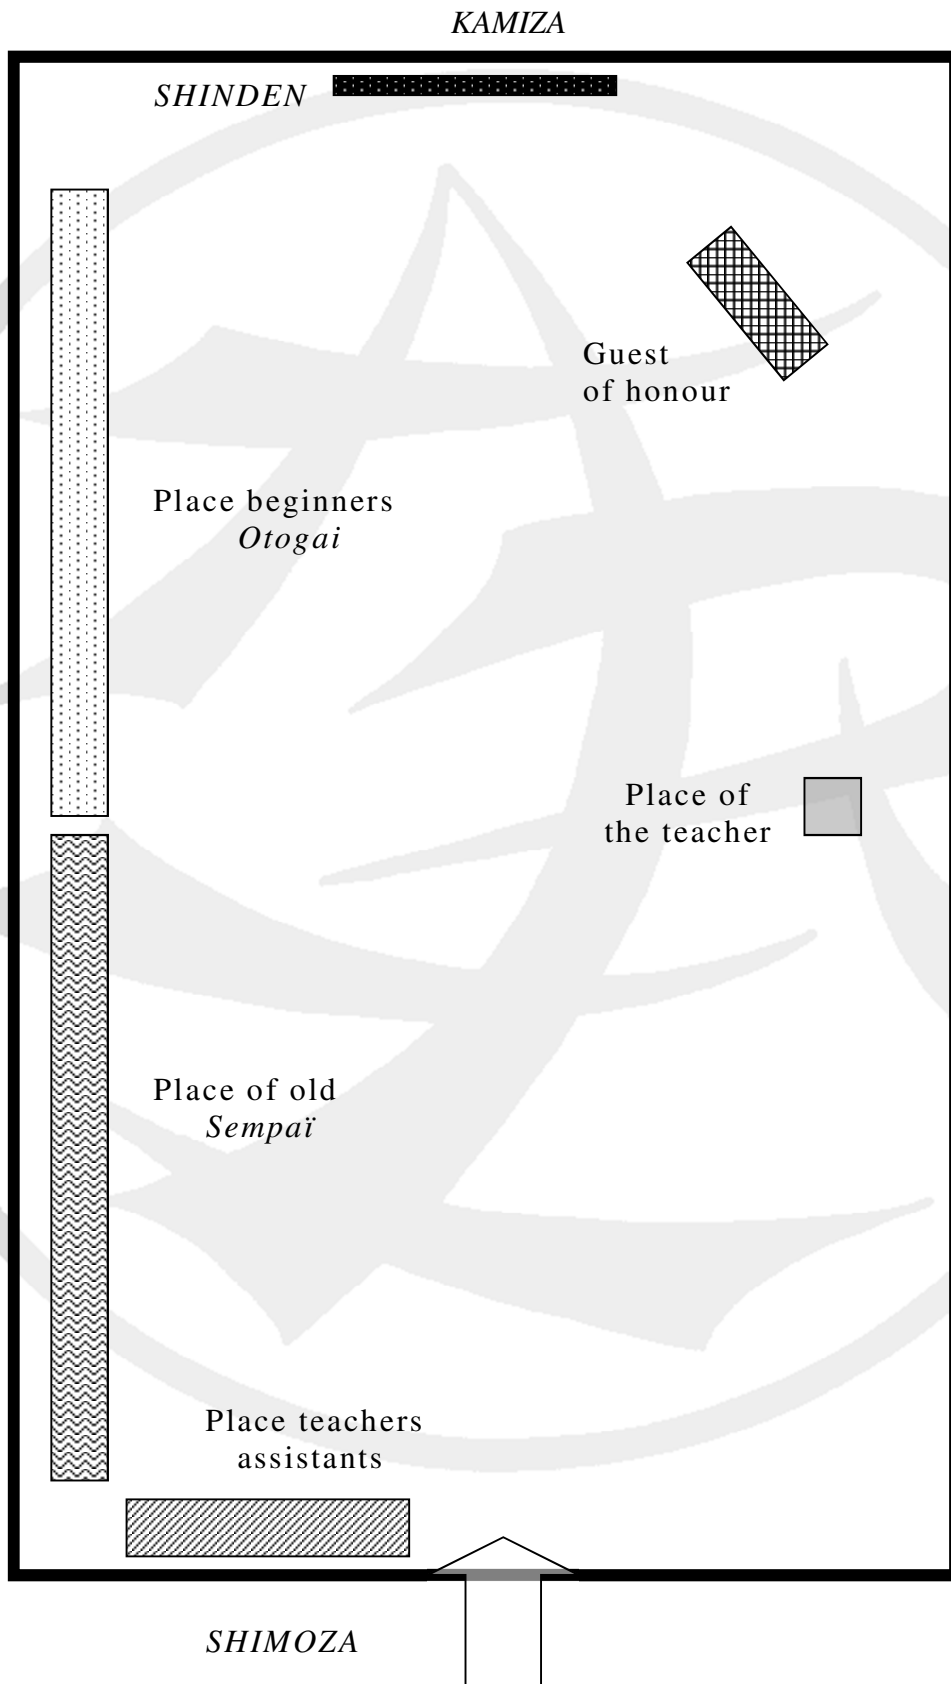 KAMIZA
SHINDEN
Guest
of honour
Place beginners
Otogai
Place of
the teacher
Place of old
Sempaï
Place teachers
assistants
SHIMOZA